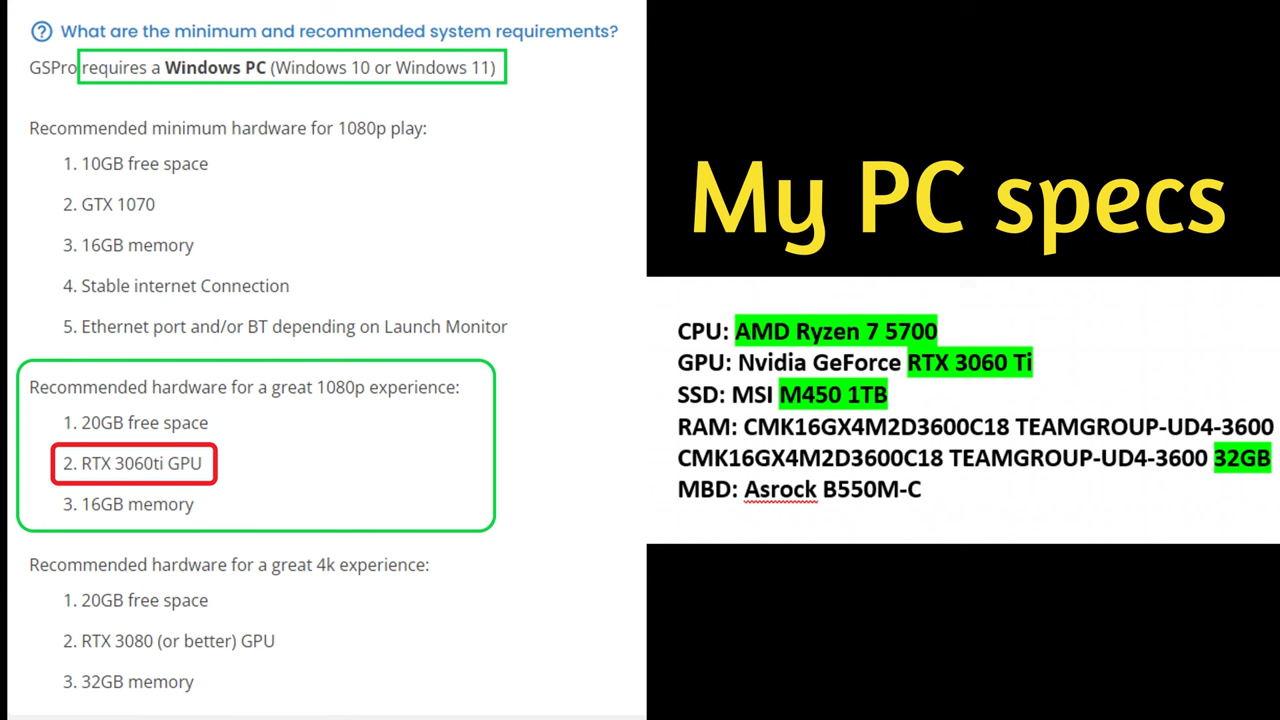 What are the minimum and recommended system requirements?
GSPro requires a Windows PC (Windows 10 or Windows 11)
Recommended minimum hardware for 1080p play:
1. 10GB free space
2. GTX 1070
3. 16GB memory
4. Stable internet Connection
5. Ethernet port and/or BT depending on Launch Monitor
Recommended hardware for a great 1080p experience:
1. 20GB free space
2. RTX 3060ti GPU
3. 16GB memory
Recommended hardware for a great 4k experience:
1. 20GB free space
2. RTX 3080 (or better) GPU
3. 32GB memory
My PC specs
CPU: AMD Ryzen 7 5700
GPU: Nvidia GeForce RTX 3060 Ti
SSD: MSI M450 1TB
RAM: CMK16GX4M2D3600C18 TEAMGROUP-UD4-3600
CMK16GX4M2D3600C18 TEAMGROUP-UD4-3600 32GB
MBD: Asrock B550M-C